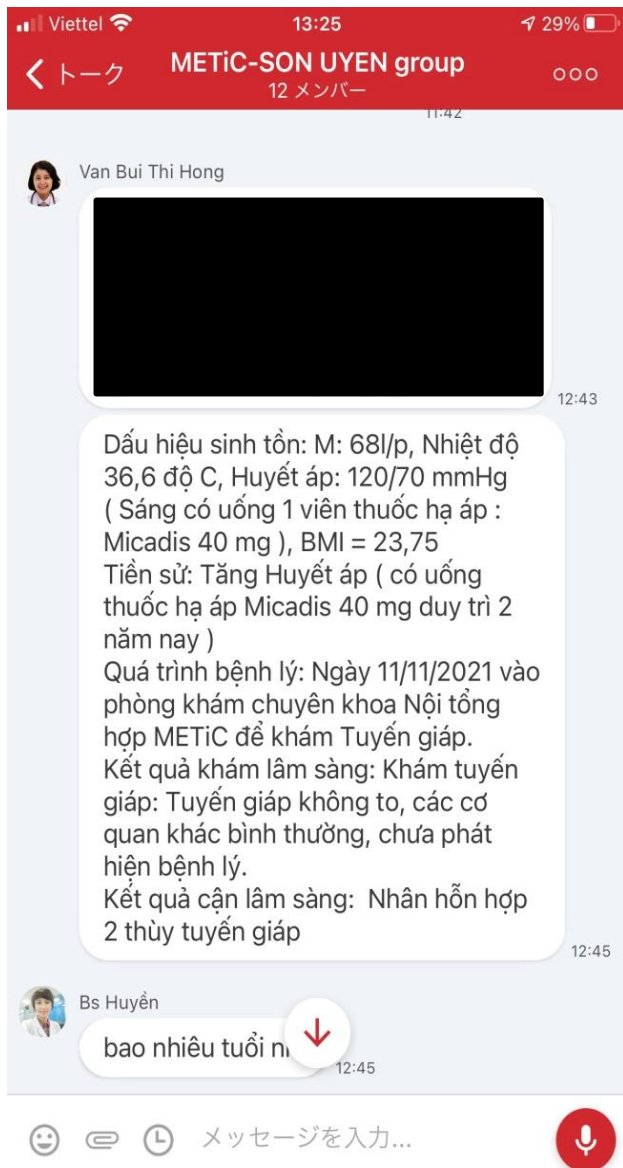 Viettel 13:25 29%
トーク METiC-SON UYEN group
12 メンバー
11:42
Van Bui Thi Hong
12:43
Dấu hiệu sinh tồn: M: 68l/p, Nhiệt độ
36,6 độ C, Huyết áp: 120/70 mmHg
( Sáng có uống 1 viên thuốc hạ áp :
Micadis 40 mg ), BMI = 23,75
Tiền sử: Tăng Huyết áp ( có uống
thuốc hạ áp Micadis 40 mg duy trì 2
năm nay )
Quá trình bệnh lý: Ngày 11/11/2021 vào
phòng khám chuyên khoa Nội tổng
hợp METiC để khám Tuyến giáp.
Kết quả khám lâm sàng: Khám tuyến
giáp: Tuyến giáp không to, các cơ
quan khác bình thường, chưa phát
hiện bệnh lý.
Kết quả cận lâm sàng: Nhân hỗn hợp
2 thùy tuyến giáp
12:45
Bs Huyền
bao nhiêu tuổi
12:45
メッセージを入力...